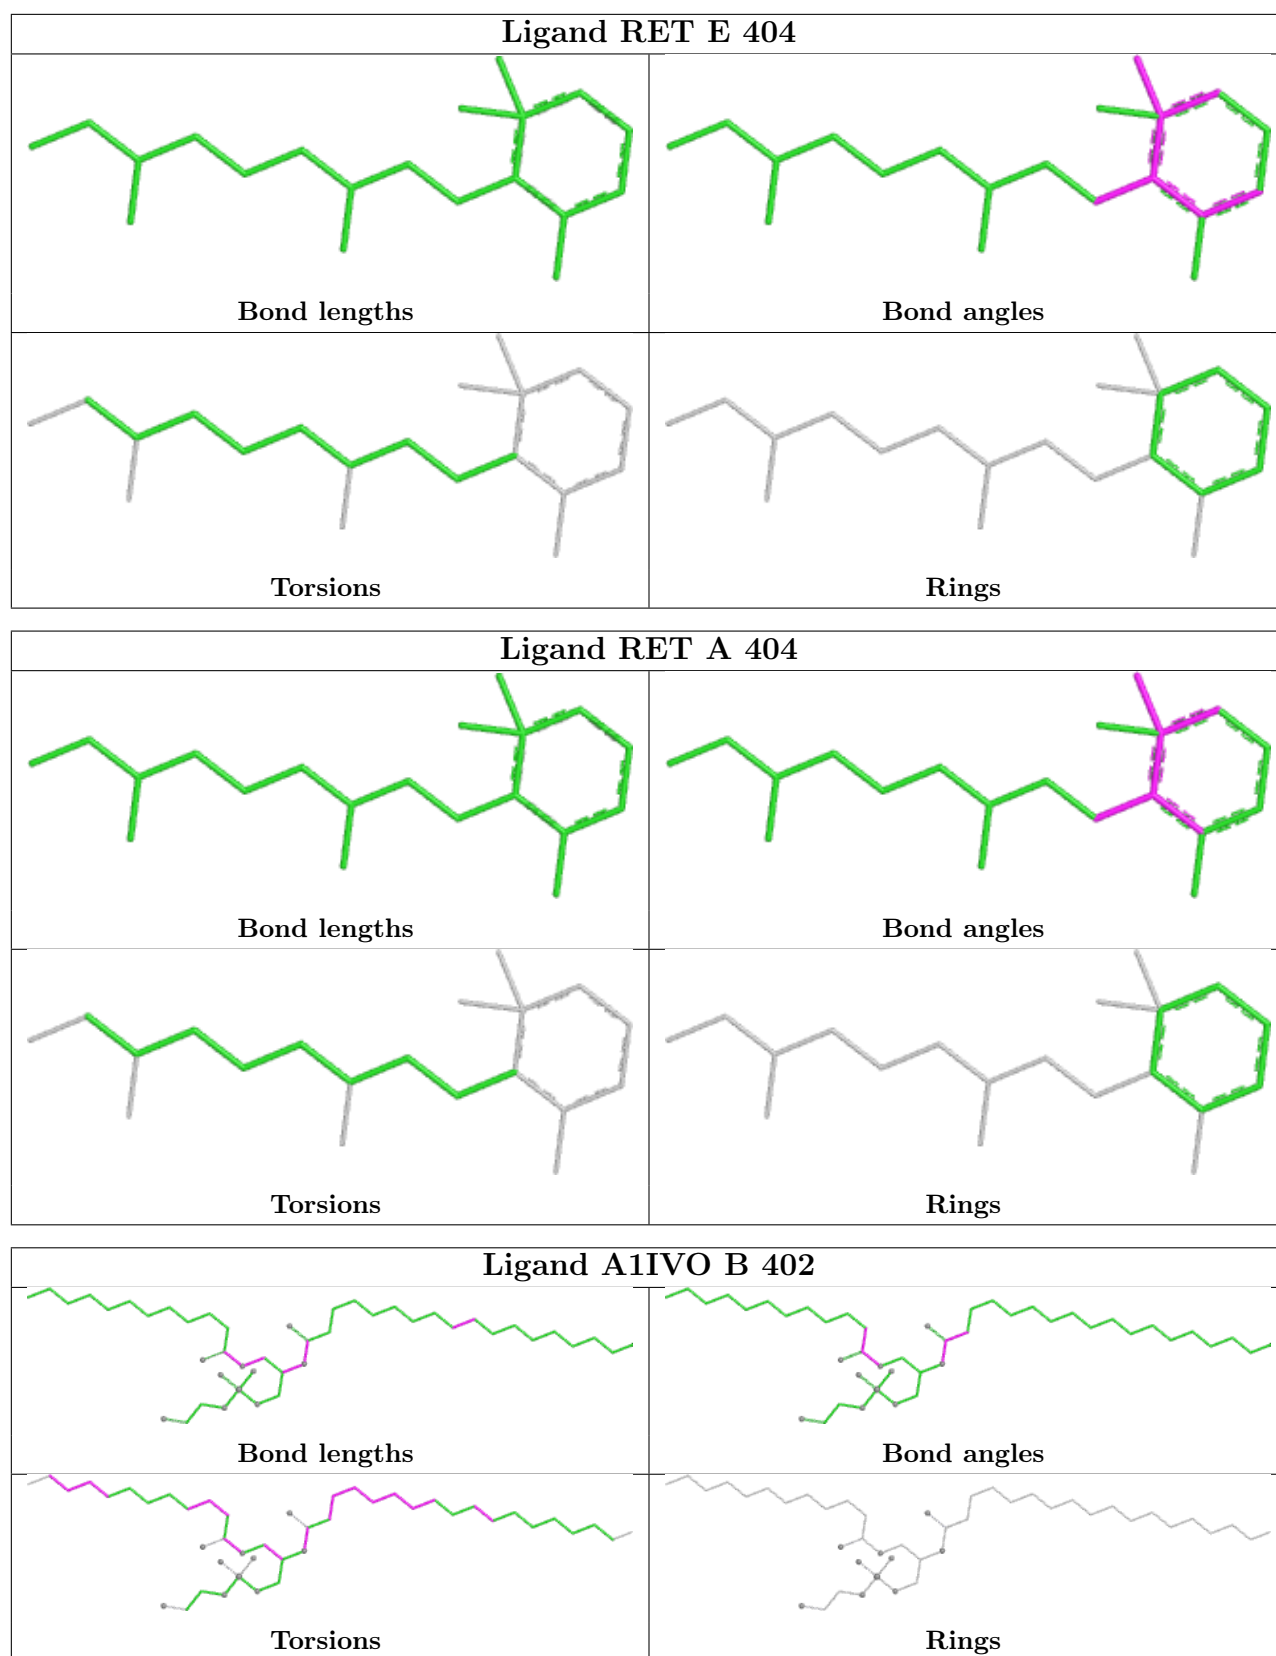 Ligand RET E 404
Bond lengths
Bond angles
Torsions
Rings
Ligand RET A 404
Bond lengths
Bond angles
Torsions
Rings
Ligand A1IVO B 402
Bond lengths
Bond angles
Torsions
Rings